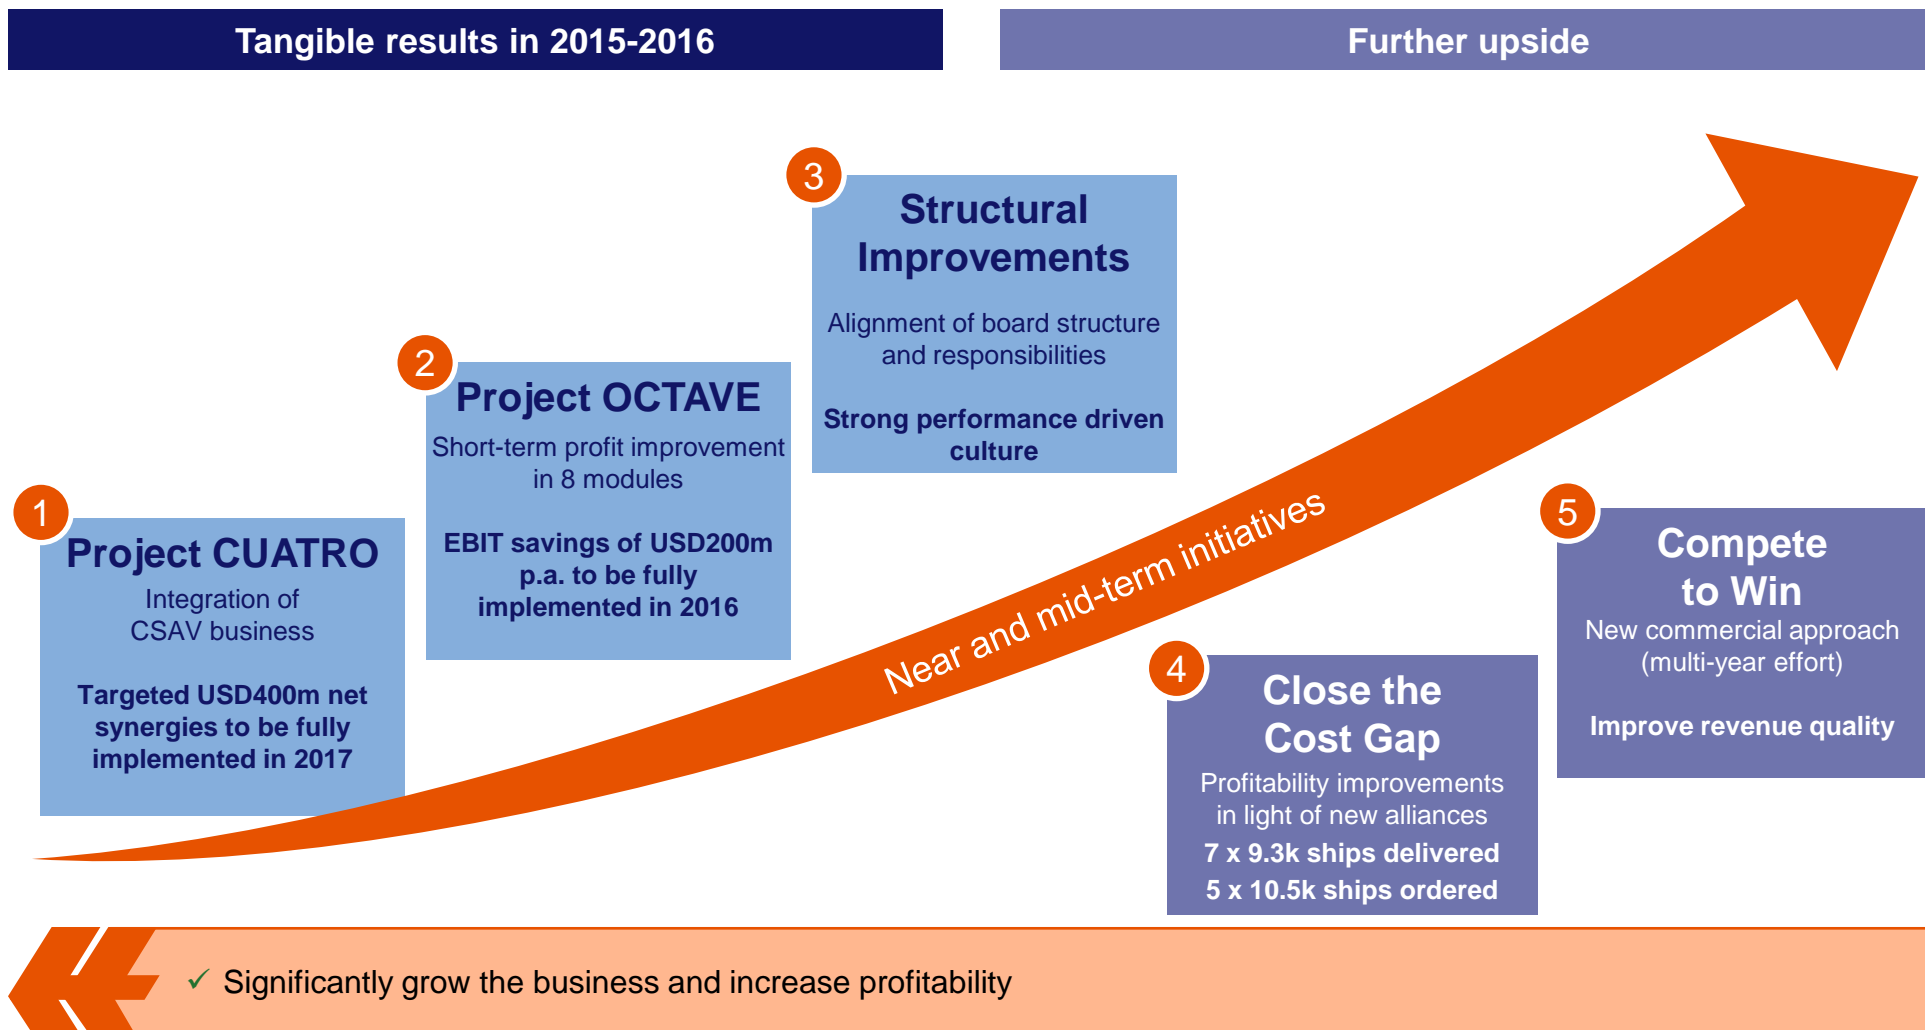 Tangible results in 2015-2016
Further upside
1
Project CUATRO
Integration of
CSAV business
Targeted USD400m net
synergies to be fully
implemented in 2017
2
Project OCTAVE
Short-term profit improvement
in 8 modules
EBIT savings of USD200m
p.a. to be fully
implemented in 2016
3
Structural
Improvements
Alignment of board structure
and responsibilities
Strong performance driven
culture
Near and mid-term initiatives
4
Close the
Cost Gap
Profitability improvements
in light of new alliances
7 x 9.3k ships delivered
5 x 10.5k ships ordered
5
Compete
to Win
New commercial approach
(multi-year effort)
Improve revenue quality
✓ Significantly grow the business and increase profitability